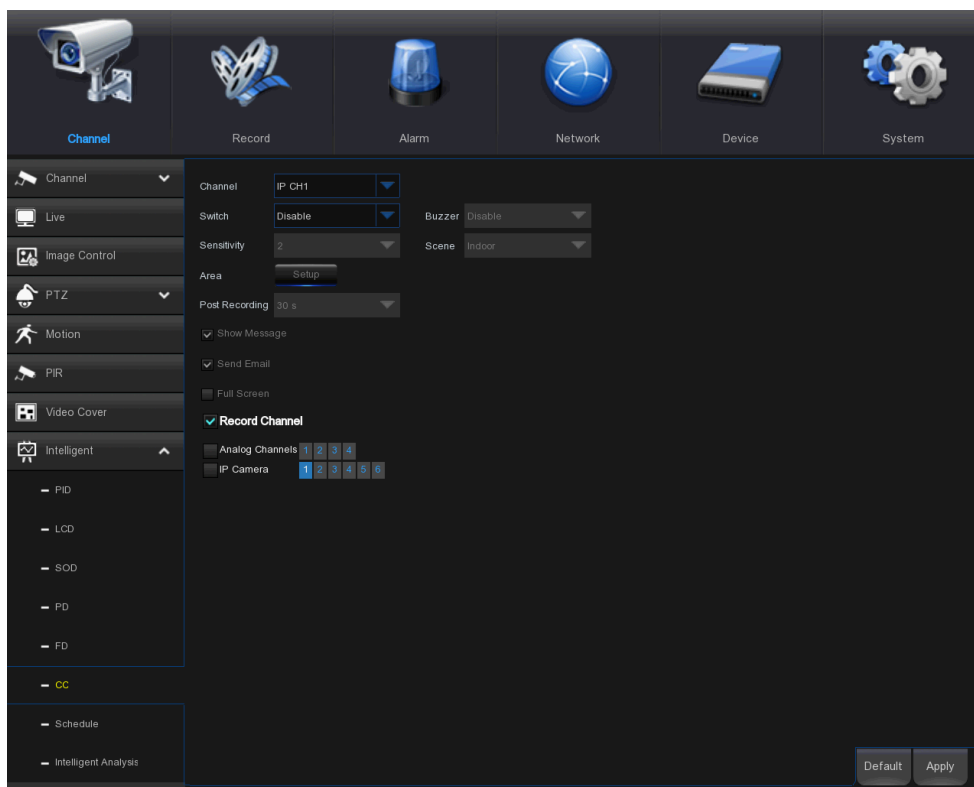 Channel Record Alarm Network Device System
Channel
Live
Image Control
PTZ
Motion
PIR
Video Cover
Intelligent
PID
LCD
SOD
PD
FD
CC
Schedule
Intelligent Analysis
Channel IP CH1
Switch Disable Buzzer Disable
Sensitivity 2 Scene Indoor
Area Setup
Post Recording 30 s
Show Message
Send Email
Full Screen
Record Channel
Analog Channels 1 2 3 4
IP Camera 1 2 3 4 5 6
Default Apply